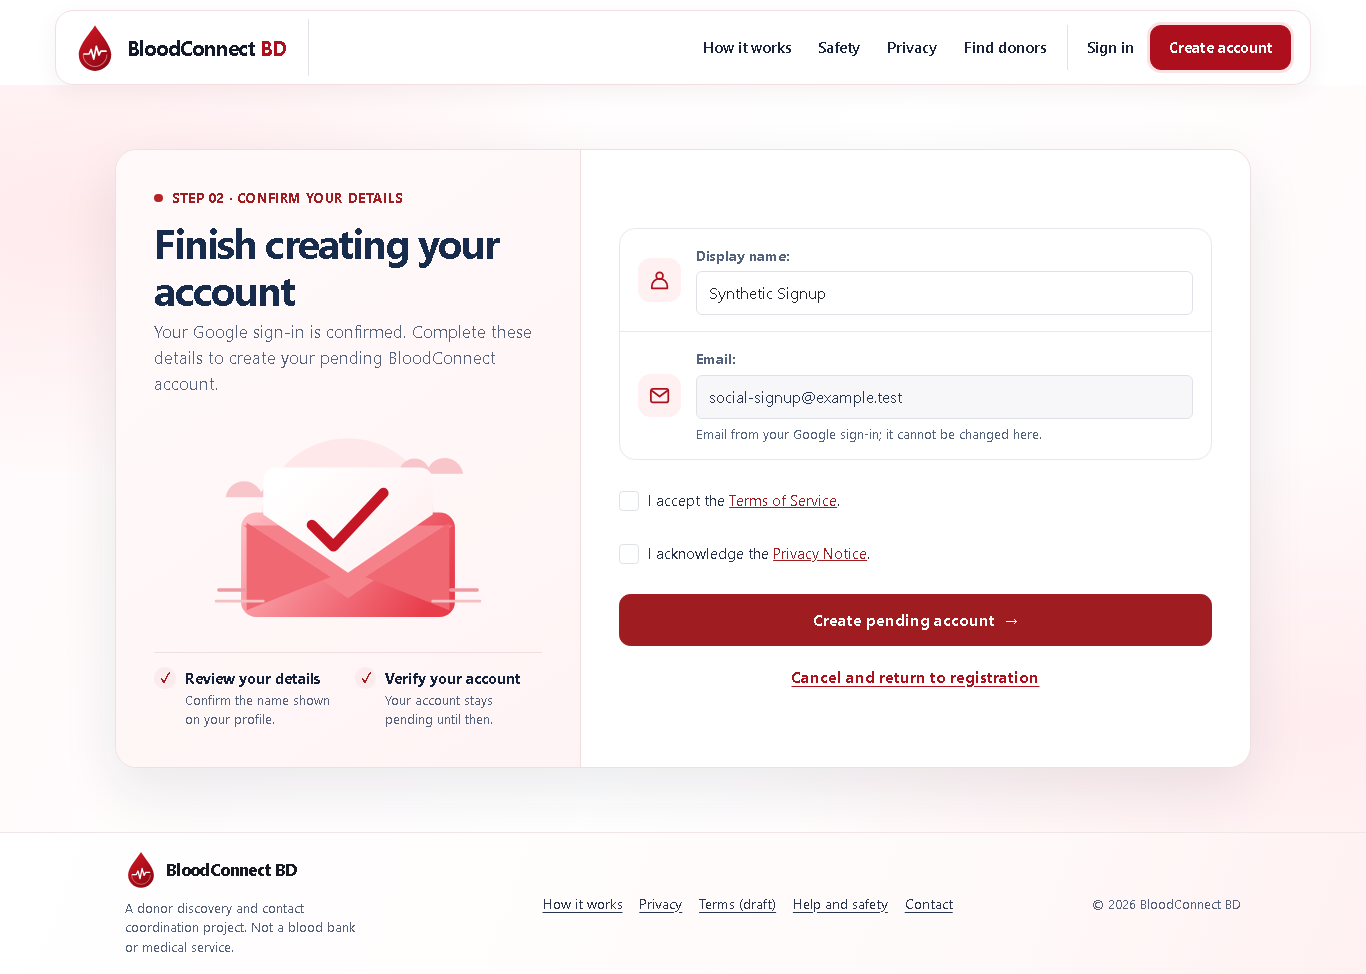 BloodConnect BD
How it works
Safety
Privacy
Find donors
Sign in
Create account
STEP 02 · CONFIRM YOUR DETAILS
Finish creating your
account
Your Google sign-in is confirmed. Complete these
details to create your pending BloodConnect
account.
✓ Review your details
Confirm the name shown
on your profile.
✓ Verify your account
Your account stays
pending until then.
Display name:
Synthetic Signup
Email:
social-signup@example.test
Email from your Google sign-in; it cannot be changed here.
I accept the Terms of Service.
I acknowledge the Privacy Notice.
Create pending account →
Cancel and return to registration
BloodConnect BD
A donor discovery and contact
coordination project. Not a blood bank
or medical service.
How it works
Privacy
Terms (draft)
Help and safety
Contact
© 2026 BloodConnect BD